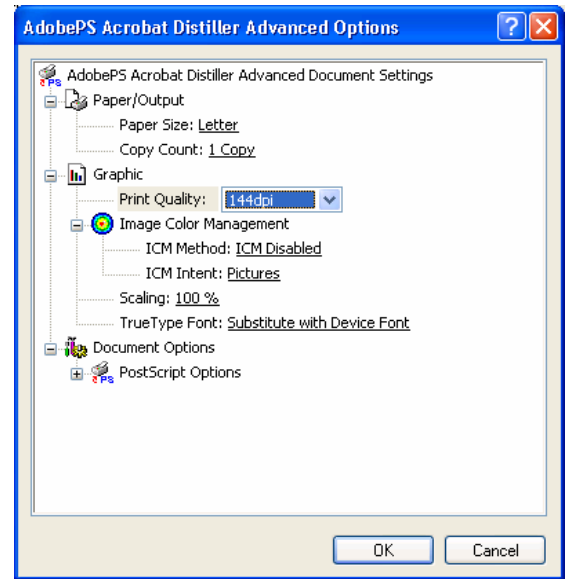 AdobePS Acrobat Distiller Advanced Options
AdobePS Acrobat Distiller Advanced Document Settings
Paper/Output
Paper Size: Letter
Copy Count: 1 Copy
Graphic
Print Quality: 144dpi
Image Color Management
ICM Method: ICM Disabled
ICM Intent: Pictures
Scaling: 100 %
TrueType Font: Substitute with Device Font
Document Options
PostScript Options
OK Cancel